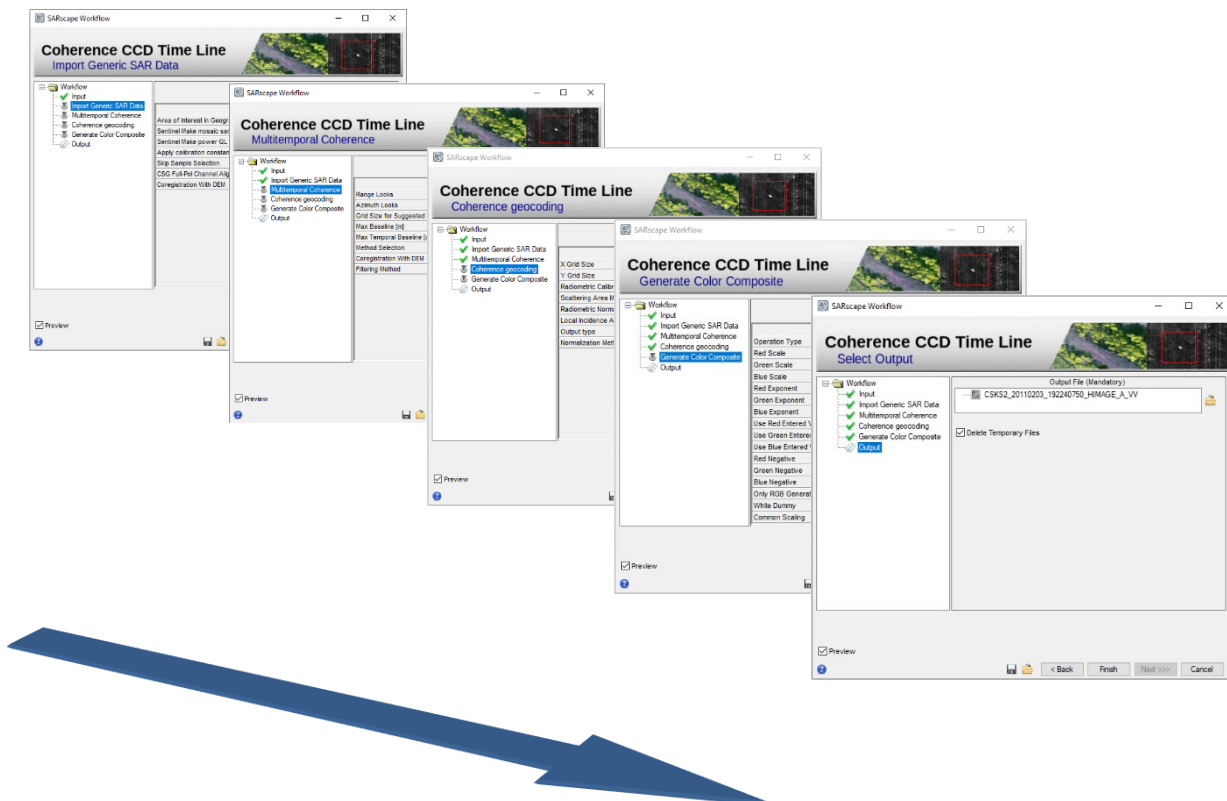 SARscape Workflow
Coherence CCD Time Line
Import Generic SAR Data
Workflow
Input
Import Generic SAR Data
Multitemporal Coherence
Coherence geocoding
Generate Color Composite
Output
Area of Interest in Geogr
Sentinel Make mosaic sar
Sentinel Make power QL
Apply calibration constan
Skip Sample Selection
CSG Full-Pol Channel Alig
Coregistration With DEM
Preview
SARscape Workflow
Coherence CCD Time Line
Multitemporal Coherence
Workflow
Input
Import Generic SAR Data
Multitemporal Coherence
Coherence geocoding
Generate Color Composite
Output
Range Looks
Azimuth Looks
Grid Size for Suggested
Max Baseline [m]
Max Temporal Baseline [
Method Selection
Coregistration With DEM
Filtering Method
Preview
SARscape Workflow
Coherence CCD Time Line
Coherence geocoding
Workflow
Input
Import Generic SAR Data
Multitemporal Coherence
Coherence geocoding
Generate Color Composite
Output
X Grid Size
Y Grid Size
Radiometric Calibr
Scattering Area M
Radiometric Norma
Local Incidence A
Output type
Normalization Meth
Preview
SARscape Workflow
Coherence CCD Time Line
Generate Color Composite
Workflow
Input
Import Generic SAR Data
Multitemporal Coherence
Coherence geocoding
Generate Color Composite
Output
Operation Type
Red Scale
Green Scale
Blue Scale
Red Exponent
Green Exponent
Blue Exponent
Use Red Entered V
Use Green Entere
Use Blue Entered
Red Negative
Green Negative
Blue Negative
Only RGB Generat
White Dummy
Common Scaling
Preview
SARscape Workflow
Coherence CCD Time Line
Select Output
Workflow
Input
Import Generic SAR Data
Multitemporal Coherence
Coherence geocoding
Generate Color Composite
Output
Output File (Mandatory)
CSKS2_20110203_192240750_HIMAGE_A_VV
Delete Temporary Files
Preview
< Back Finish Next >>> Cancel